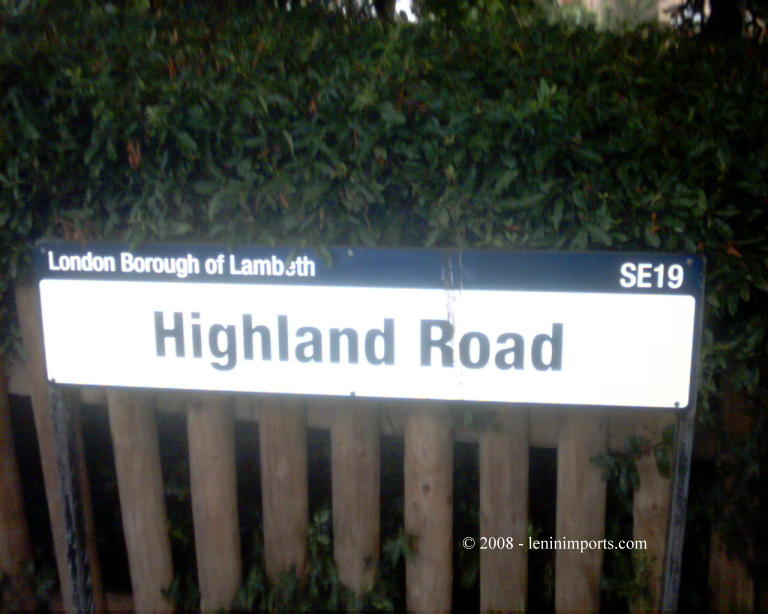 London Borough of Lambeth
SE19
Highland Road
© 2008 - leninimports.com